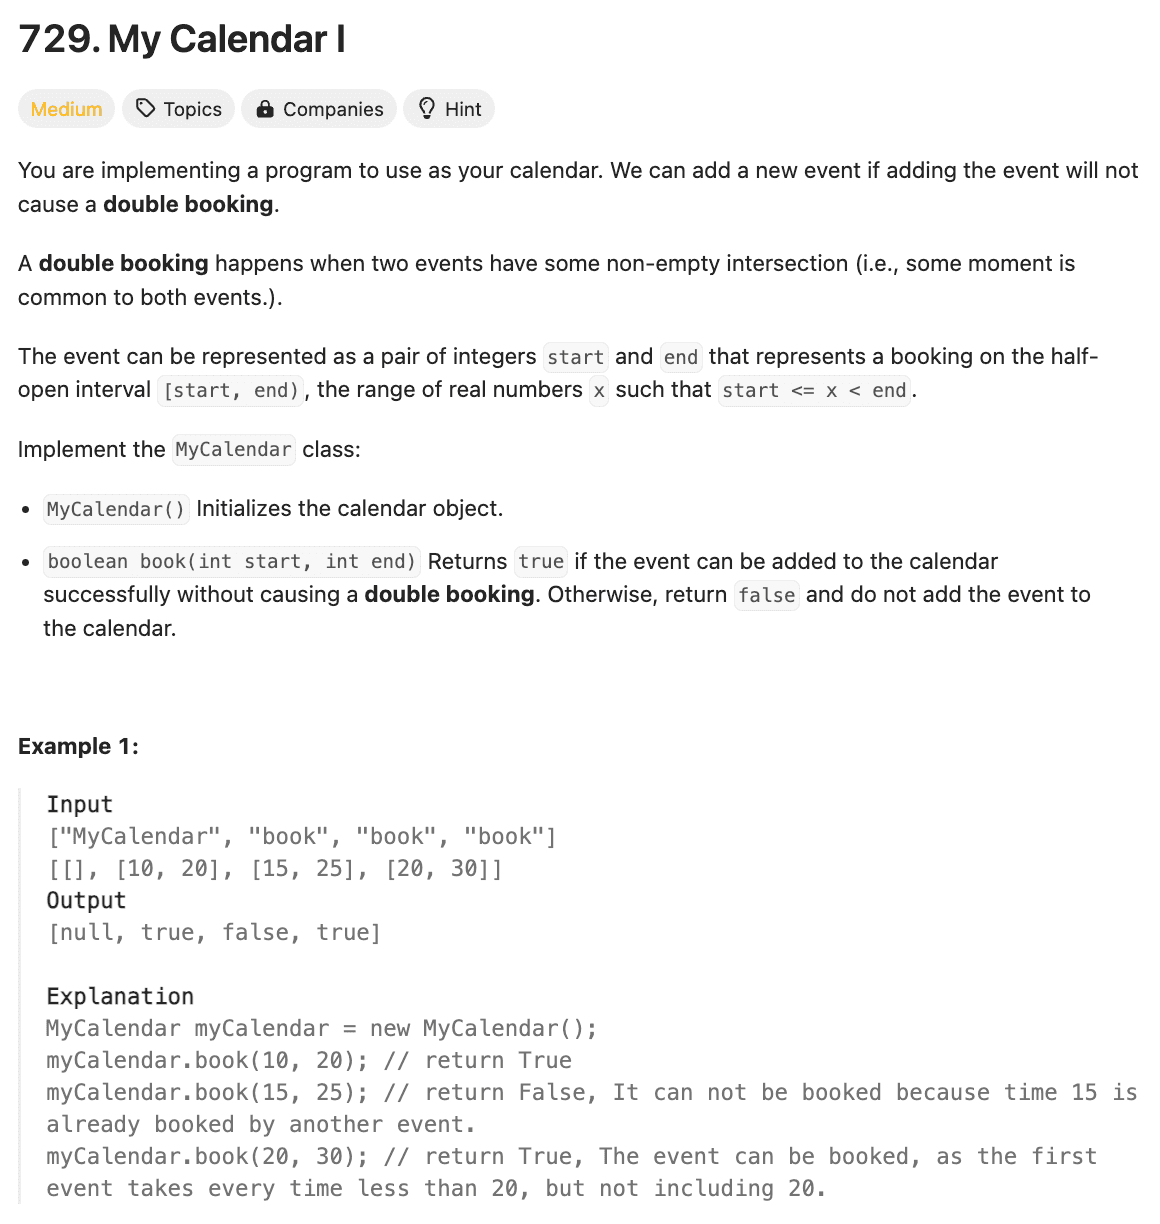 729. My Calendar I
Medium Topics Companies Hint
You are implementing a program to use as your calendar. We can add a new event if adding the event will not
cause a double booking.
A double booking happens when two events have some non-empty intersection (i.e., some moment is
common to both events.).
The event can be represented as a pair of integers start and end that represents a booking on the half-
open interval [start, end), the range of real numbers x such that start <= x < end.
Implement the MyCalendar class:
• MyCalendar() Initializes the calendar object.
• boolean book(int start, int end) Returns true if the event can be added to the calendar
successfully without causing a double booking. Otherwise, return false and do not add the event to
the calendar.
Example 1:
Input
["MyCalendar", "book", "book", "book"]
[[], [10, 20], [15, 25], [20, 30]]
Output
[null, true, false, true]
Explanation
MyCalendar myCalendar = new MyCalendar();
myCalendar.book(10, 20); // return True
myCalendar.book(15, 25); // return False, It can not be booked because time 15 is
already booked by another event.
myCalendar.book(20, 30); // return True, The event can be booked, as the first
event takes every time less than 20, but not including 20.